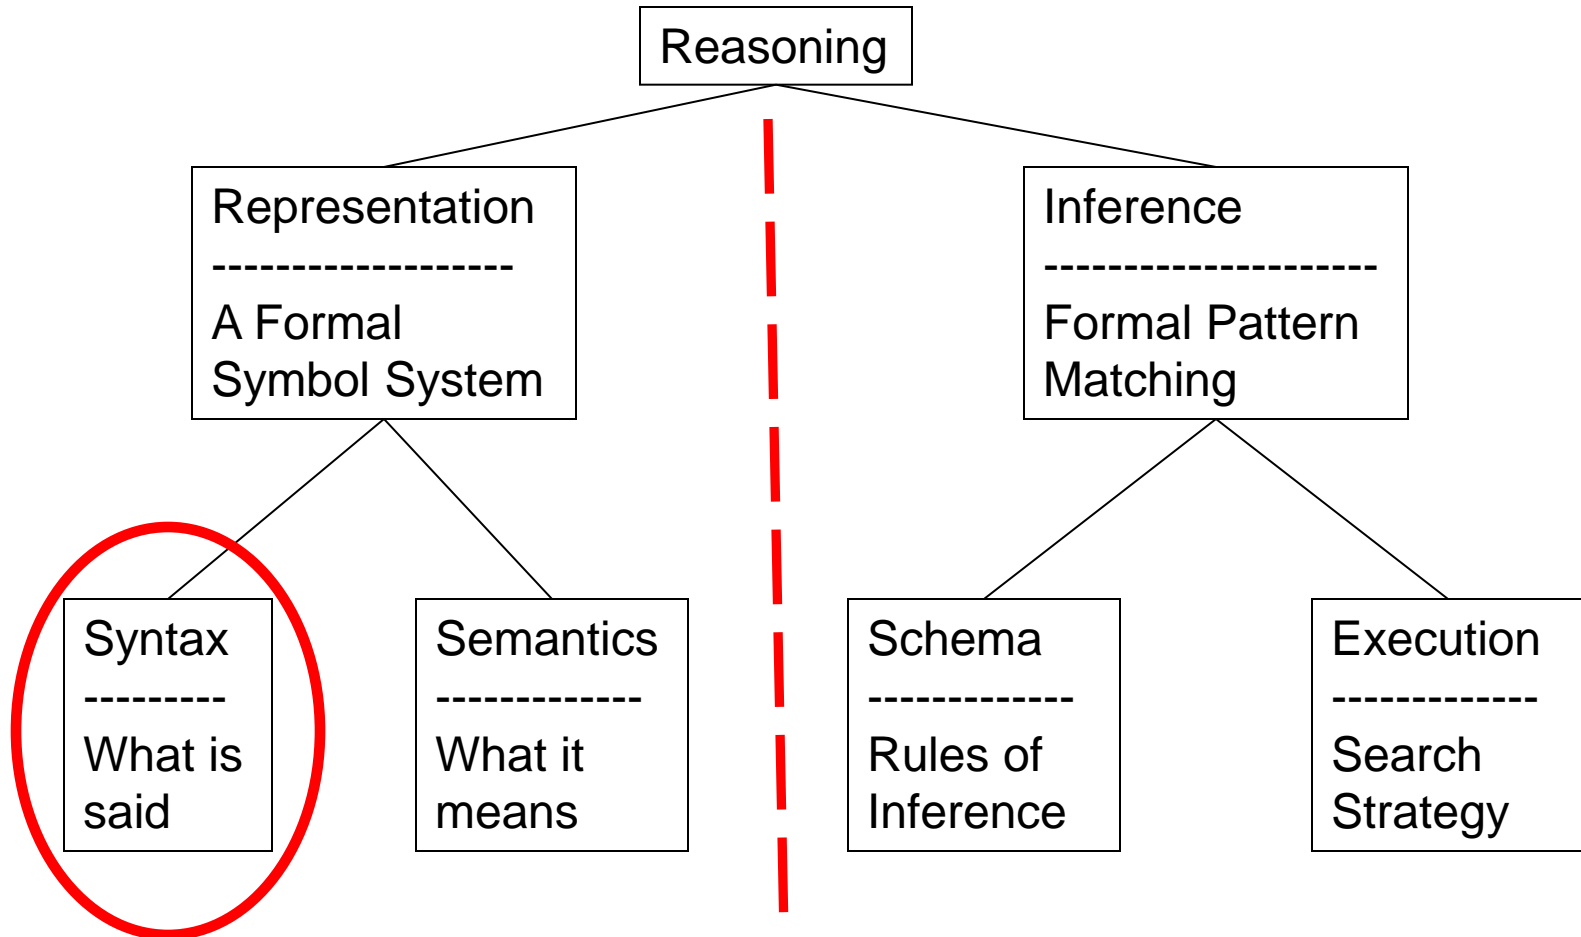 Reasoning
Representation
-------------------
A Formal
Symbol System
Inference
---------------------
Formal Pattern
Matching
Syntax
---------
What is
said
Semantics
-------------
What it
means
Schema
-------------
Rules of
Inference
Execution
-------------
Search
Strategy